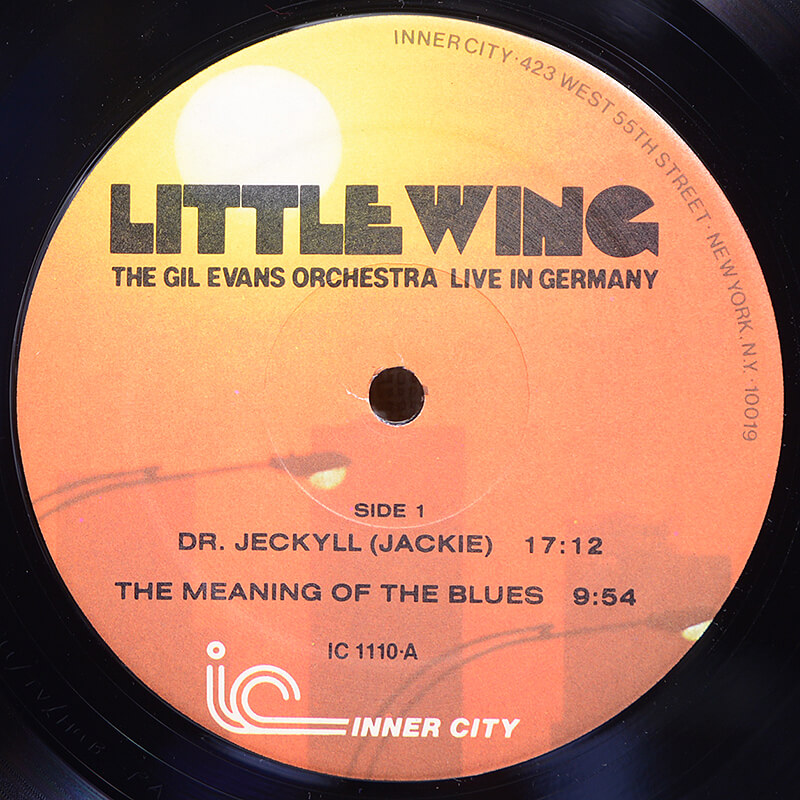 INNER CITY · 423 WEST 55TH STREET · NEW YORK, N.Y. · 10019
LITTLE WING
THE GIL EVANS ORCHESTRA LIVE IN GERMANY
SIDE 1
DR. JECKYLL (JACKIE) 17:12
THE MEANING OF THE BLUES 9:54
IC 1110·A
ic INNER CITY